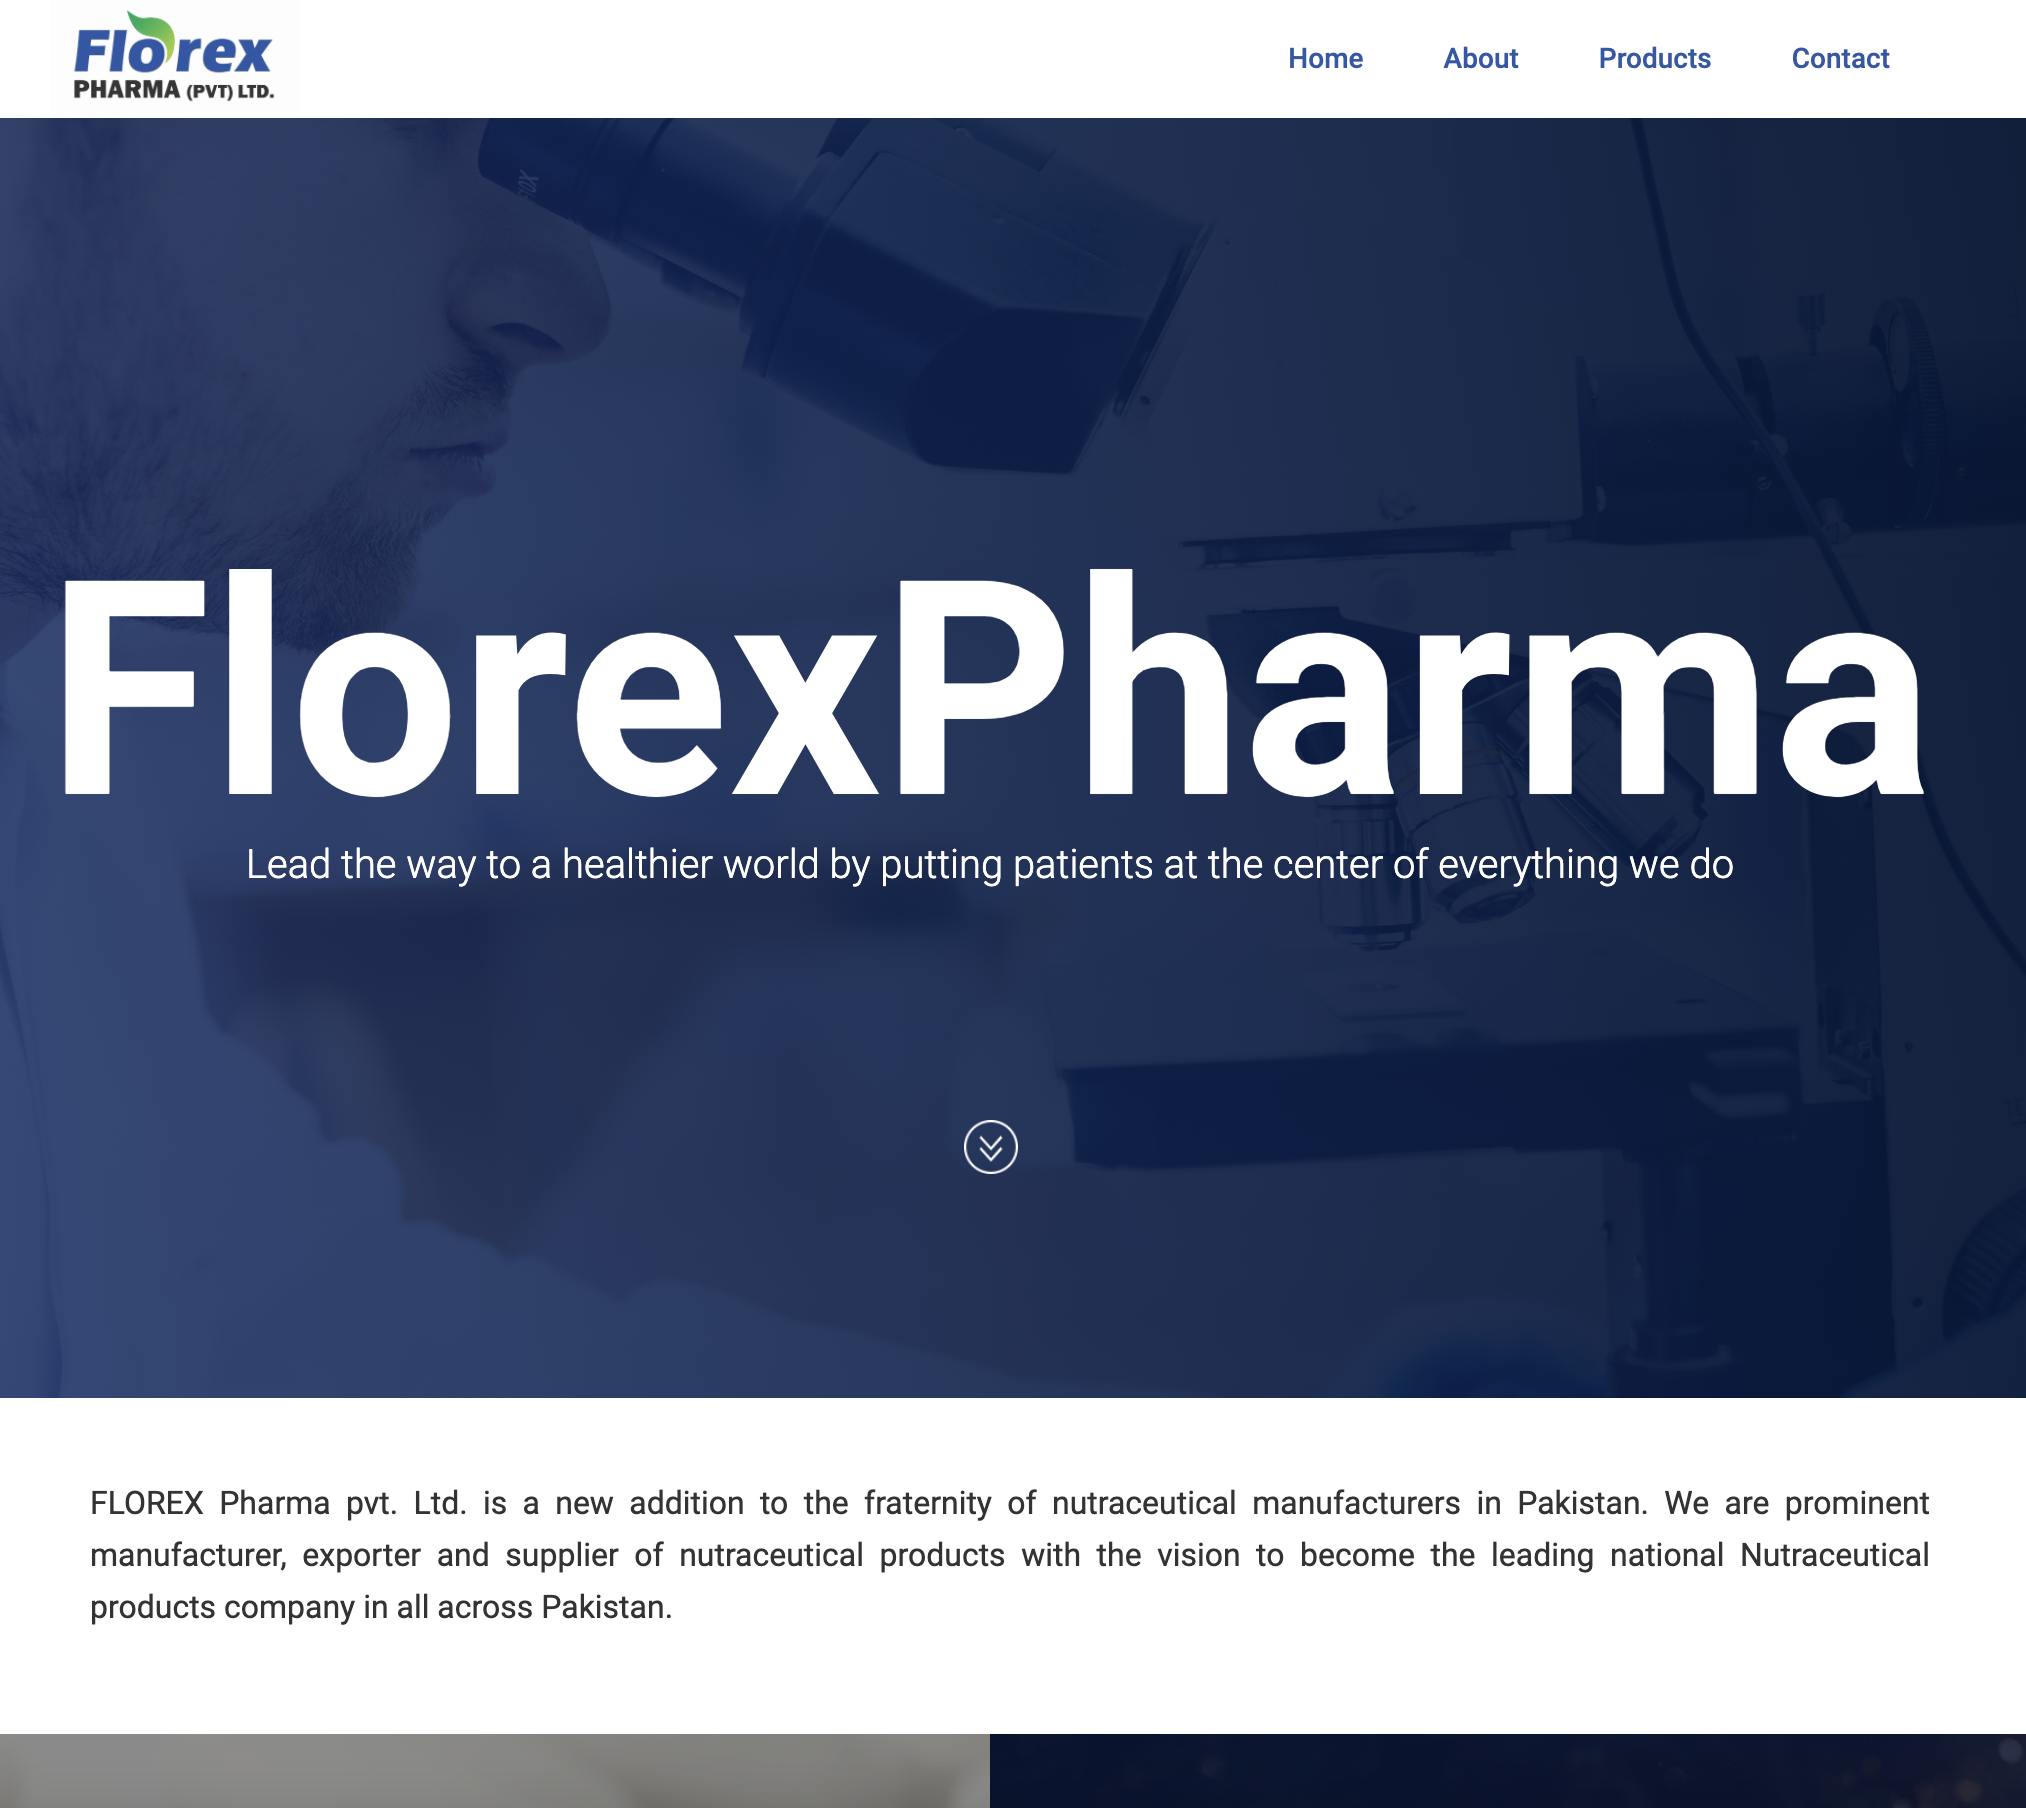 Florex
PHARMA (PVT) LTD.
Home
About
Products
Contact
10X
FlorexPharma
Lead the way to a healthier world by putting patients at the center of everything we do
FLOREX Pharma pvt. Ltd. is a new addition to the fraternity of nutraceutical manufacturers in Pakistan. We are prominent
manufacturer, exporter and supplier of nutraceutical products with the vision to become the leading national Nutraceutical
products company in all across Pakistan.